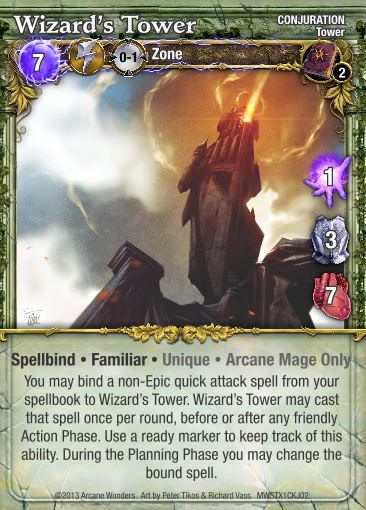 Wizard's Tower
CONJURATION
Tower
7
0-1
Zone
2
1
3
7
Spellbind • Familiar • Unique • Arcane Mage Only
You may bind a non-Epic quick attack spell from your
spellbook to Wizard's Tower. Wizard's Tower may cast
that spell once per round, before or after any friendly
Action Phase. Use a ready marker to keep track of this
ability. During the Planning Phase you may change the
bound spell.
©2013 Arcane Wonders. Art by Peter Tikos & Richard Vass. MWSTX1CKJ02